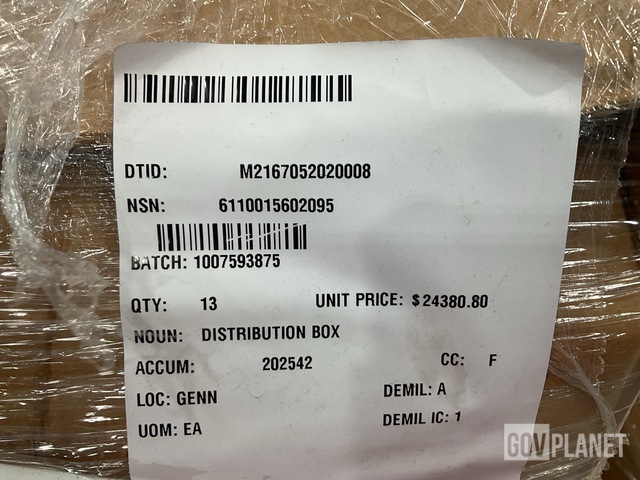 DTID: M2167052020008
NSN: 6110015602095
BATCH: 1007593875
QTY: 13 UNIT PRICE: $24380.80
NOUN: DISTRIBUTION BOX
ACCUM: 202542 CC: F
LOC: GENN DEMIL: A
UOM: EA DEMIL IC: 1
GOVPLANET